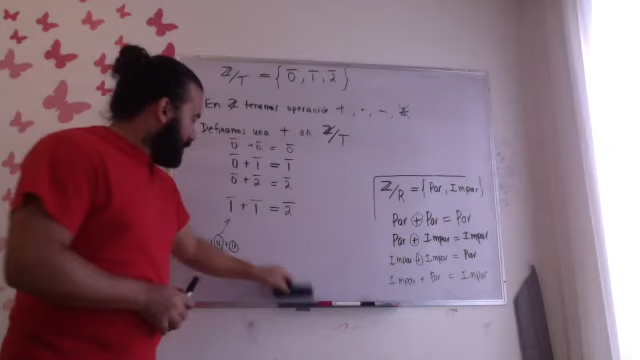 ℤ/T = { 0̅, 1̅, 2̅ }
En ℤ tenemos operación +, ·, −,
Definamos una + en ℤ/T
0̅ + 0̅ = 0̅
0̅ + 1̅ = 1̅
0̅ + 2̅ = 2̅
1̅ + 1̅ = 2̅
ℤ/R = { Par, Impar }
Par ⊕ Par = Par
Par ⊕ Impar = Impar
Impar ⊕ Impar = Par
Impar + Par = Impar